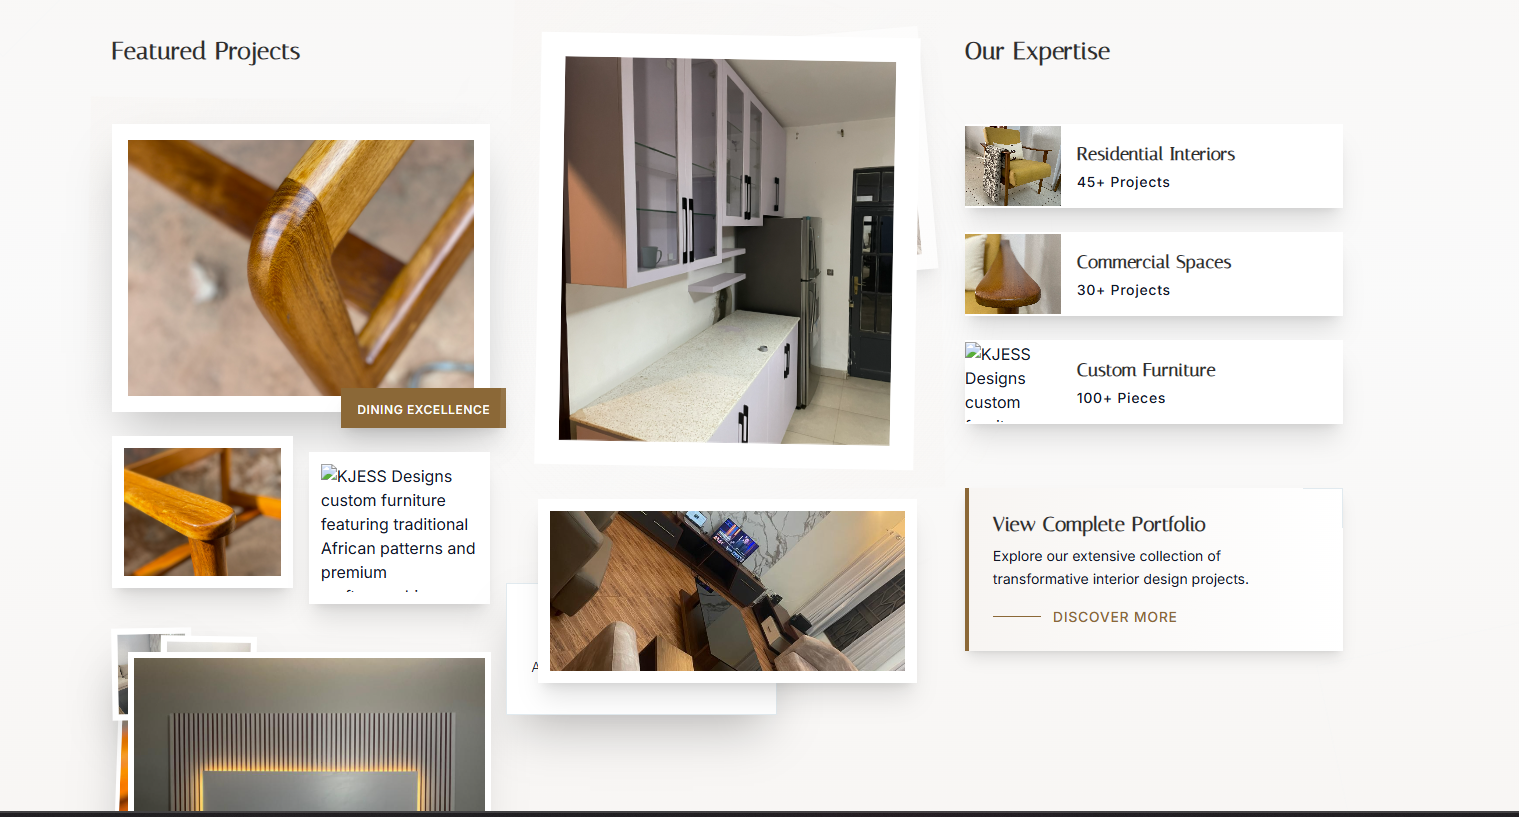 Featured Projects
DINING EXCELLENCE
KJESS Designs
custom furniture
featuring traditional
African patterns and
premium
A
Our Expertise
Residential Interiors
45+ Projects
Commercial Spaces
30+ Projects
KJESS
Designs
custom
Custom Furniture
100+ Pieces
View Complete Portfolio
Explore our extensive collection of
transformative interior design projects.
DISCOVER MORE